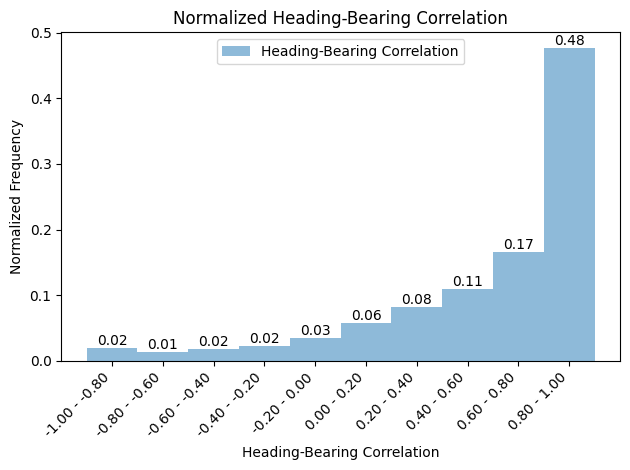 Normalized Heading-Bearing Correlation
Heading-Bearing Correlation
Normalized Frequency
0.5
0.4
0.3
0.2
0.1
0.0
0.02
0.01
0.02
0.02
0.03
0.06
0.08
0.11
0.17
0.48
-1.00 - -0.80
-0.80 - -0.60
-0.60 - -0.40
-0.40 - -0.20
-0.20 - 0.00
0.00 - 0.20
0.20 - 0.40
0.40 - 0.60
0.60 - 0.80
0.80 - 1.00
Heading-Bearing Correlation